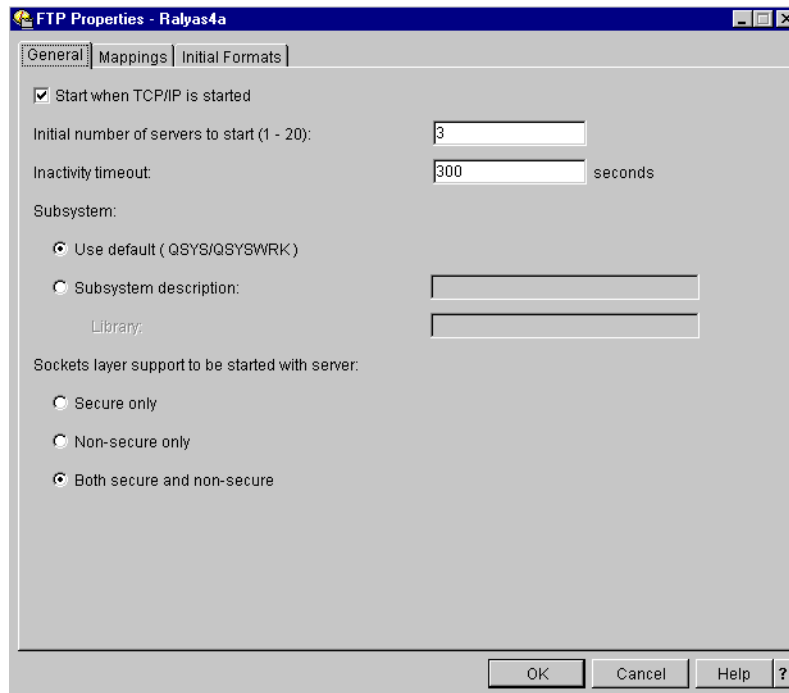 FTP Properties - Ralyas4a
General Mappings Initial Formats
Start when TCP/IP is started
Initial number of servers to start (1 - 20): 3
Inactivity timeout: 300 seconds
Subsystem:
Use default ( QSYS/QSYSWRK )
Subsystem description:
Library:
Sockets layer support to be started with server:
Secure only
Non-secure only
Both secure and non-secure
OK Cancel Help ?